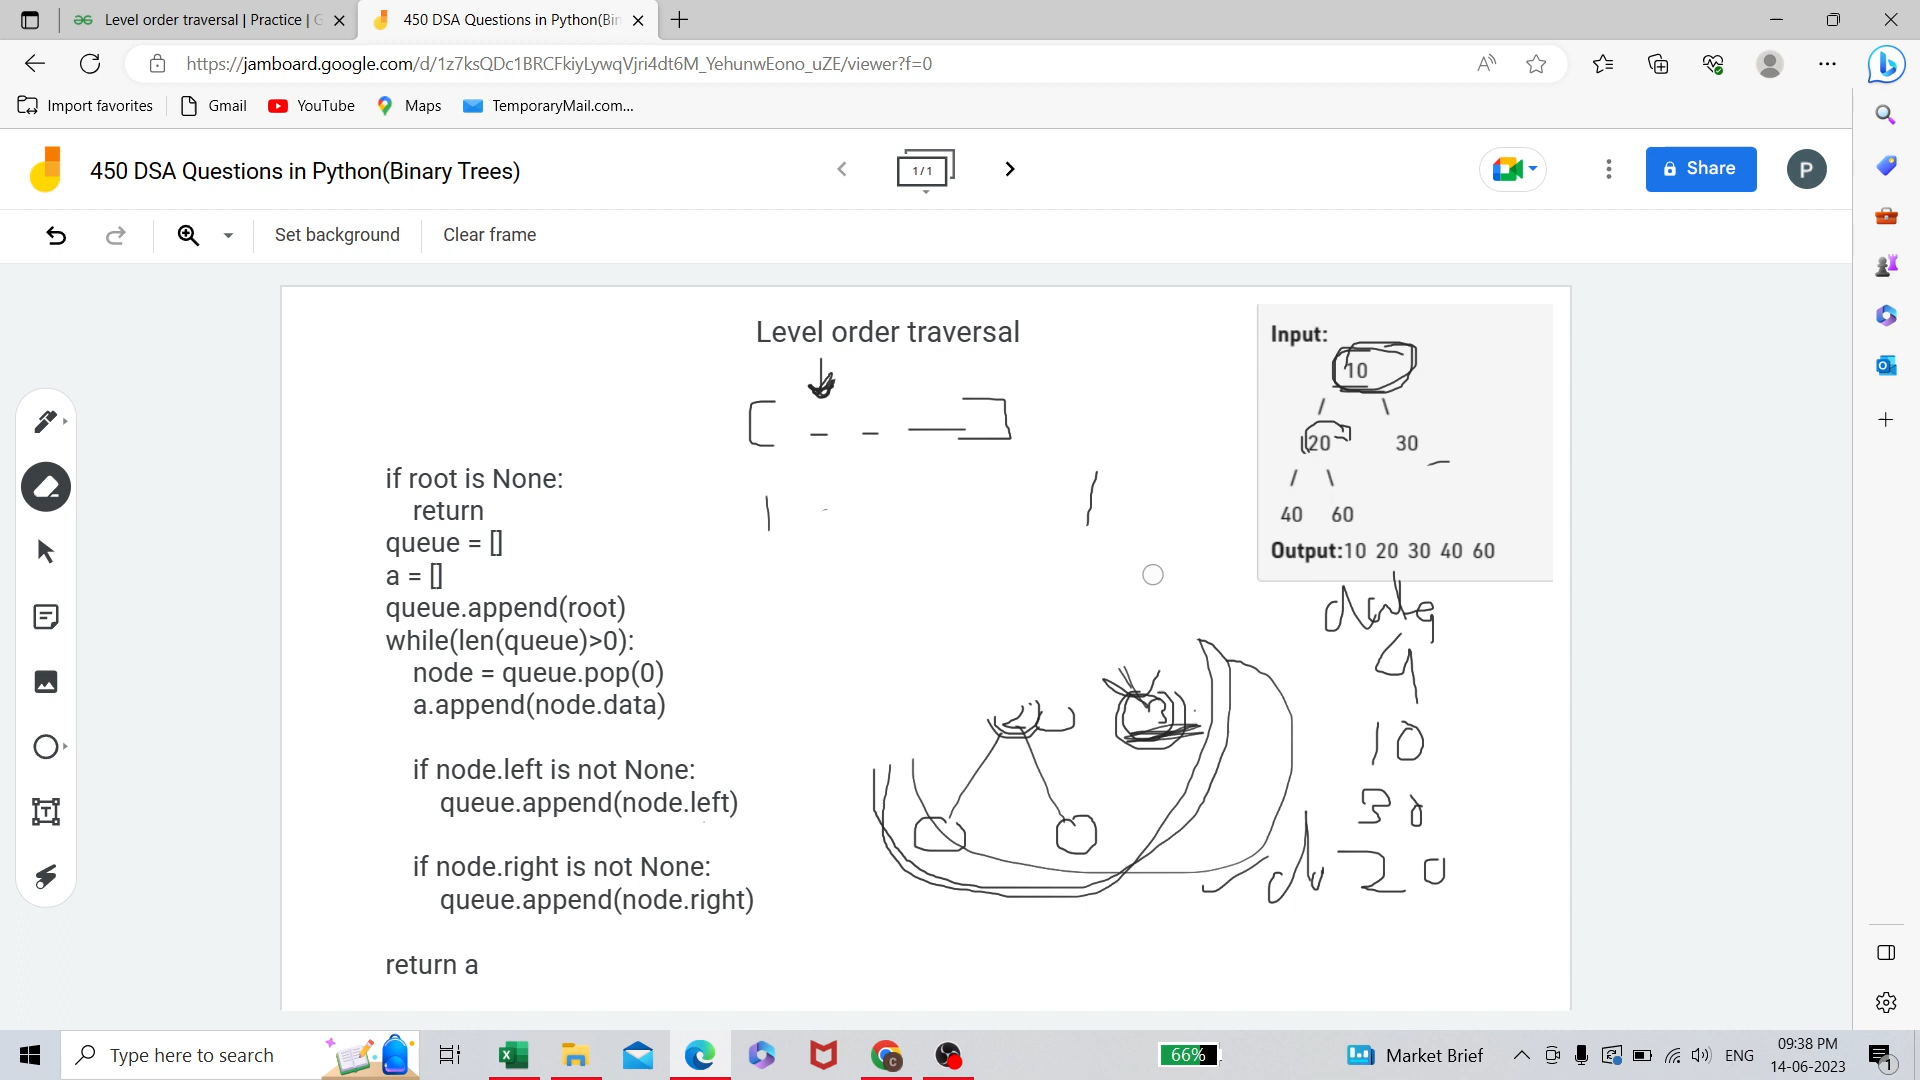 Level order traversal | Practice | G
450 DSA Questions in Python(Bin
https://jamboard.google.com/d/1z7ksQDc1BRCFkiyLywqVjri4dt6M_YehunwEono_uZE/viewer?f=0
Import favorites
Gmail
YouTube
Maps
TemporaryMail.com...
450 DSA Questions in Python(Binary Trees)
1/1
Share
P
Set background
Clear frame
Level order traversal
if root is None:
return
queue = []
a = []
queue.append(root)
while(len(queue)>0):
node = queue.pop(0)
a.append(node.data)
if node.left is not None:
queue.append(node.left)
if node.right is not None:
queue.append(node.right)
return a
Input:
10
20 30
40 60
Output:10 20 30 40 60
10
30
20
Type here to search
66%
Market Brief
ENG
09:38 PM
14-06-2023
1